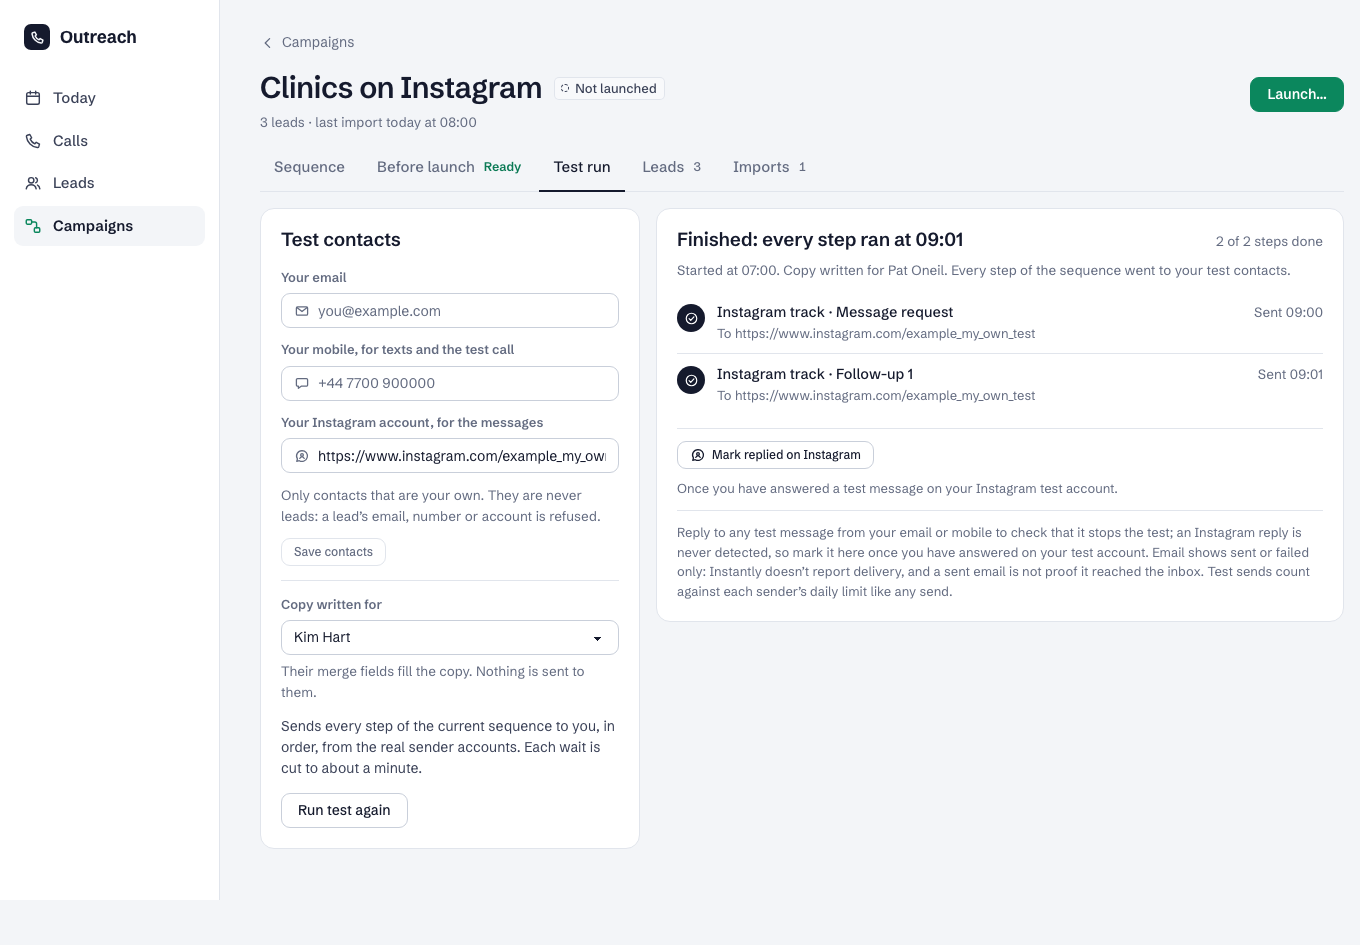 Outreach
Today
Calls
Leads
Campaigns
Campaigns
Clinics on Instagram
Not launched
Launch...
3 leads · last import today at 08:00
Sequence
Before launch Ready
Test run
Leads 3
Imports 1
Test contacts
Your email
you@example.com
Your mobile, for texts and the test call
+44 7700 900000
Your Instagram account, for the messages
https://www.instagram.com/example_my_own
Only contacts that are your own. They are never
leads: a lead’s email, number or account is refused.
Save contacts
Copy written for
Kim Hart
Their merge fields fill the copy. Nothing is sent to
them.
Sends every step of the current sequence to you, in
order, from the real sender accounts. Each wait is
cut to about a minute.
Run test again
Finished: every step ran at 09:01
2 of 2 steps done
Started at 07:00. Copy written for Pat Oneil. Every step of the sequence went to your test contacts.
Instagram track · Message request
Sent 09:00
To https://www.instagram.com/example_my_own_test
Instagram track · Follow-up 1
Sent 09:01
To https://www.instagram.com/example_my_own_test
Mark replied on Instagram
Once you have answered a test message on your Instagram test account.
Reply to any test message from your email or mobile to check that it stops the test; an Instagram reply is
never detected, so mark it here once you have answered on your test account. Email shows sent or failed
only: Instantly doesn’t report delivery, and a sent email is not proof it reached the inbox. Test sends count
against each sender’s daily limit like any send.